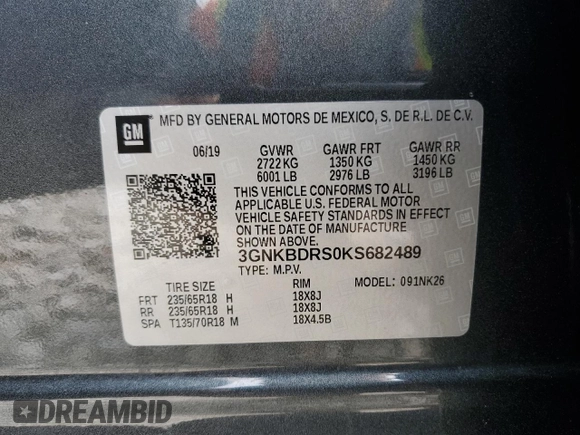 GM
MFD BY GENERAL MOTORS DE MEXICO, S. DE R.L. DE C.V.
06/19 GVWR GAWR FRT GAWR RR
2722 KG 1350 KG 1450 KG
6001 LB 2976 LB 3196 LB
THIS VEHICLE CONFORMS TO ALL
APPLICABLE U.S. FEDERAL MOTOR
VEHICLE SAFETY STANDARDS IN EFFECT
ON THE DATE OF MANUFACTURE
SHOWN ABOVE.
3GNKBDRS0KS682489
TYPE: M.P.V.
TIRE SIZE RIM MODEL: 091NK26
FRT 235/65R18 H 18X8J
RR 235/65R18 H 18X8J
SPA T135/70R18 M 18X4.5B
DREAMBID